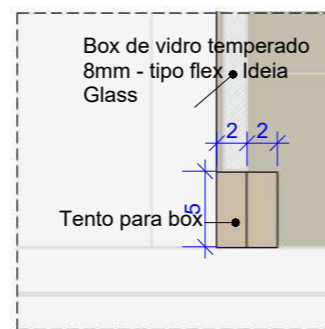 Box de vidro temperado
8mm - tipo flex - Ideia
Glass
2 2
5
Tento para box